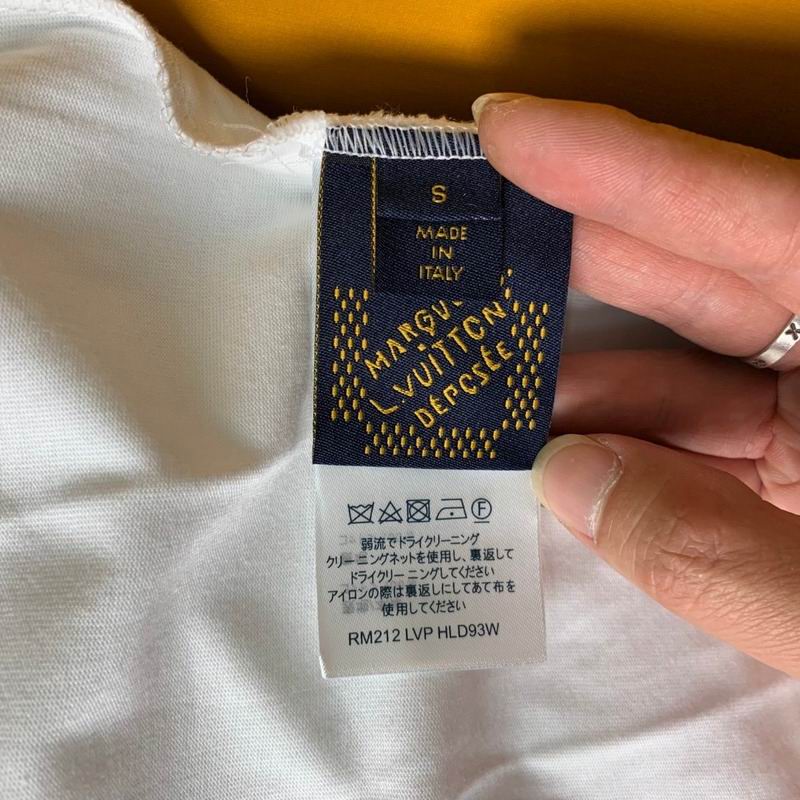 S
MADE
IN
ITALY
MARQU
L.VUITTON
DÉPOSÉE
弱流でドライクリーニング
クリーニングネットを使用し、裏返して
ドライクリーニングしてください
アイロンの際は裏返しにしてあて布を
使用してください
RM212 LVP HLD93W